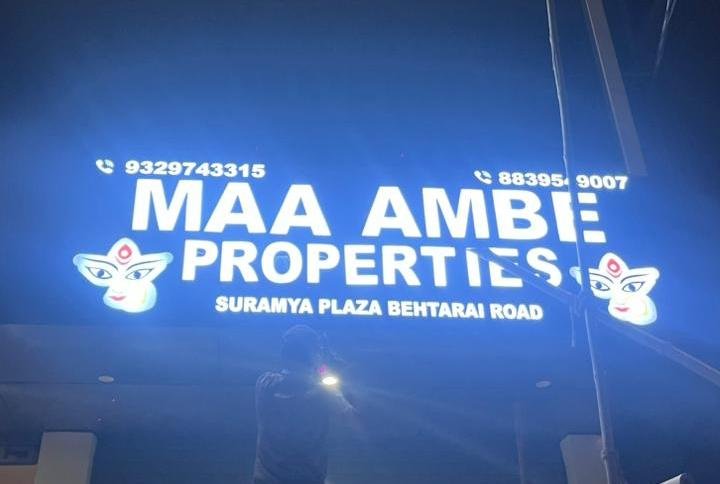 9329743315
MAA AMBE
PROPERTIES
SURAMYA PLAZA BEHTARAI ROAD